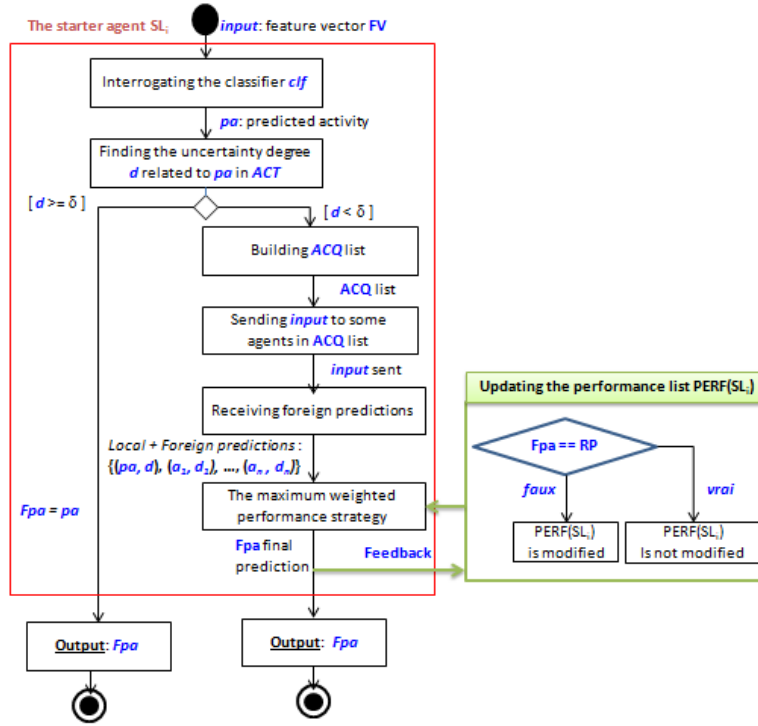 The starter agent SLᵢ
input: feature vector FV
Interrogating the classifier clf
pa: predicted activity
Finding the uncertainty degree
d related to pa in ACT
[ d >= δ ]
[ d < δ ]
Building ACQ list
ACQ list
Sending input to some
agents in ACQ list
input sent
Receiving foreign predictions
Local + Foreign predictions :
{(pa, d), (a₁, d₁), ..., (aₙ , dₙ)}
The maximum weighted
performance strategy
Fpa = pa
Fpa final
prediction
Feedback
Updating the performance list PERF(SLᵢ)
Fpa == RP
faux
vrai
PERF(SLᵢ)
is modified
PERF(SLᵢ)
Is not modified
Output: Fpa
Output: Fpa